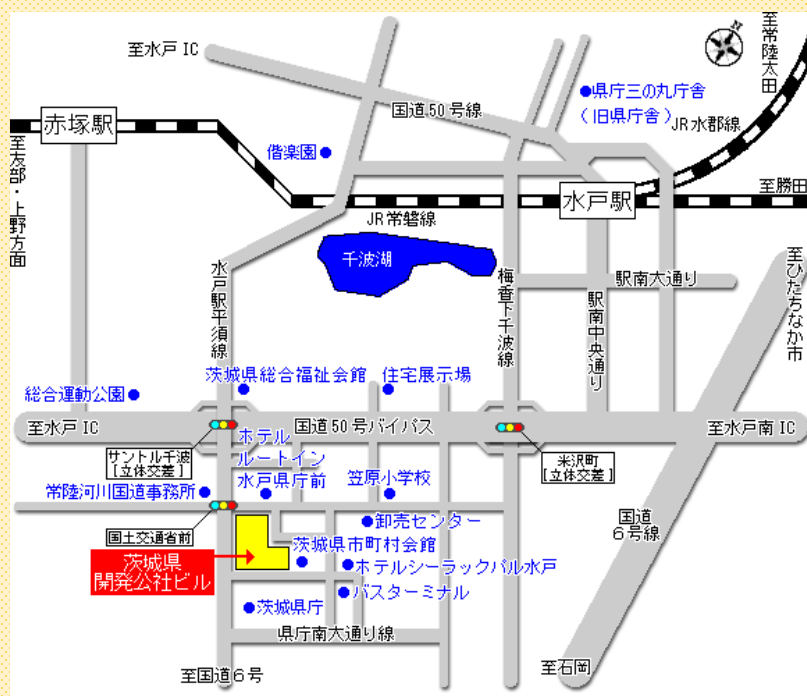 N
至水戸 IC
至常陸太田
●県庁三の丸庁舎
（旧県庁舎）
国道50号線
JR水郡線
赤塚駅
偕楽園●
至友部・上野方面
水戸駅
至勝田
JR常磐線
千波湖
水戸駅平須線
梅香下千波線
駅南大通り
駅南中央通り
至ひたちなか市
茨城県総合福祉会館
住宅展示場
総合運動公園●
至水戸 IC
国道50号バイパス
至水戸南IC
サントル千波
[立体交差]
ホテル
ルートイン
水戸県庁前
米沢町
[立体交差]
笠原小学校
常陸河川国道事務所●
国道
6号線
●卸売センター
国土交通省前
茨城県市町村会館
茨城県
開発公社ビル
●ホテルシーラックパル水戸
●バスターミナル
●茨城県庁
県庁南大通り線
至国道6号
至石岡